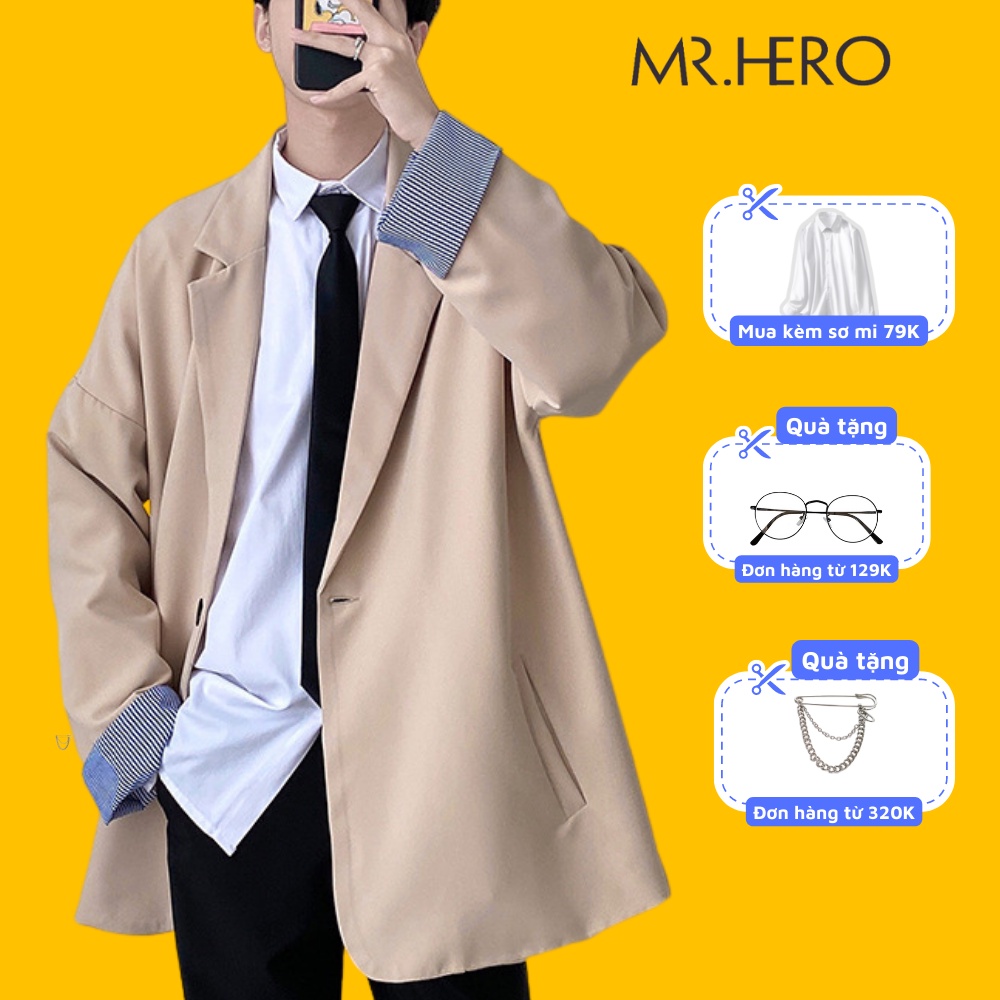 MR.HERO
Mua kèm sơ mi 79K
Quà tặng
Đơn hàng từ 129K
Quà tặng
Đơn hàng từ 320K